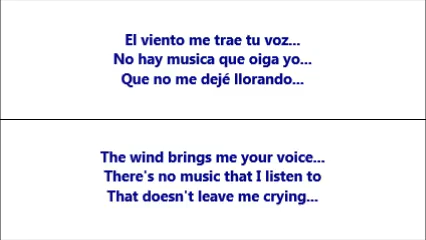 El viento me trae tu voz...
No hay musica que oiga yo...
Que no me dejé llorando...
The wind brings me your voice...
There's no music that I listen to
That doesn't leave me crying...